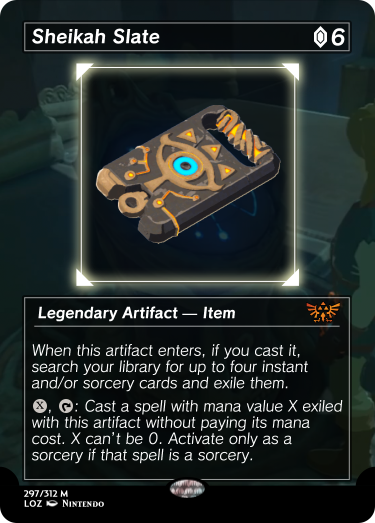 Sheikah Slate 6
Legendary Artifact — Item
When this artifact enters, if you cast it,
search your library for up to four instant
and/or sorcery cards and exile them.
X, : Cast a spell with mana value X exiled
with this artifact without paying its mana
cost. X can't be 0. Activate only as a
sorcery if that spell is a sorcery.
297/312 M
LOZ Nintendo